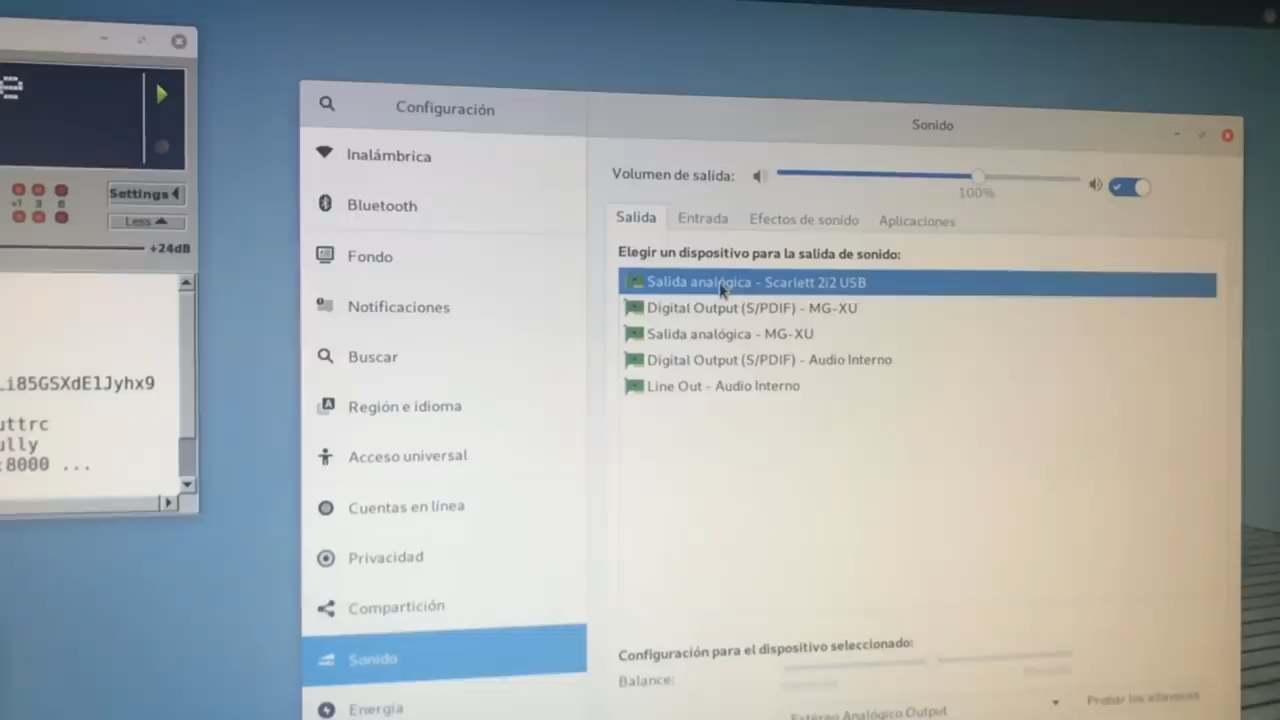 e
Settings
+1 3 6
Less
+24dB
Li85GSXdE1Jyhx9
uttrc
ully
:8000 ...
Configuración
Inalámbrica
Bluetooth
Fondo
Notificaciones
Buscar
Región e idioma
Acceso universal
Cuentas en línea
Privacidad
Compartición
Sonido
Energía
Sonido
Volumen de salida:
100%
Salida Entrada Efectos de sonido Aplicaciones
Elegir un dispositivo para la salida de sonido:
Salida analógica - Scarlett 2i2 USB
Digital Output (S/PDIF) - MG-XU
Salida analógica - MG-XU
Digital Output (S/PDIF) - Audio Interno
Line Out - Audio Interno
Configuración para el dispositivo seleccionado:
Balance:
Estéreo Analógico Output
Probar los altavoces